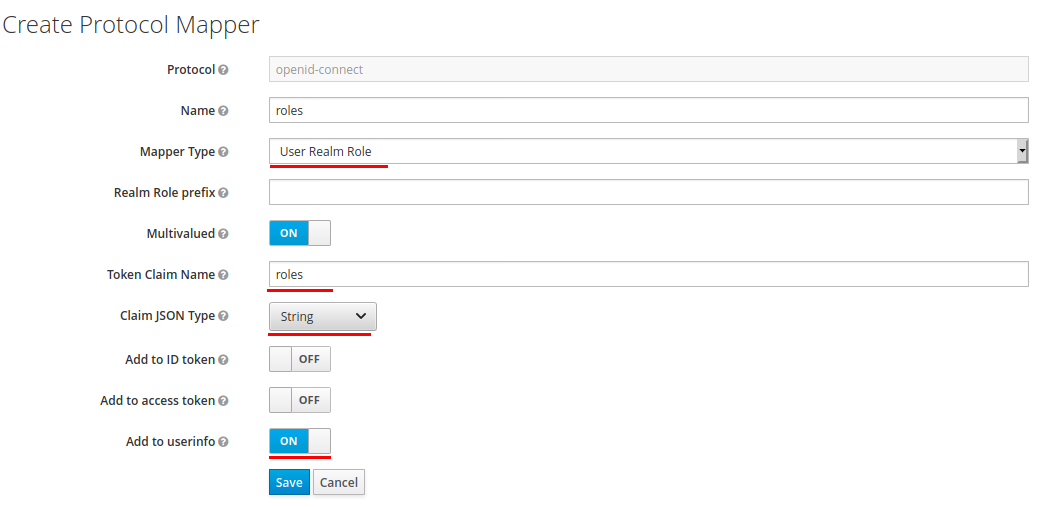 Create Protocol Mapper
Protocol
openid-connect
Name
roles
Mapper Type
User Realm Role
Realm Role prefix
Multivalued
ON
Token Claim Name
roles
Claim JSON Type
String
Add to ID token
OFF
Add to access token
OFF
Add to userinfo
ON
Save Cancel